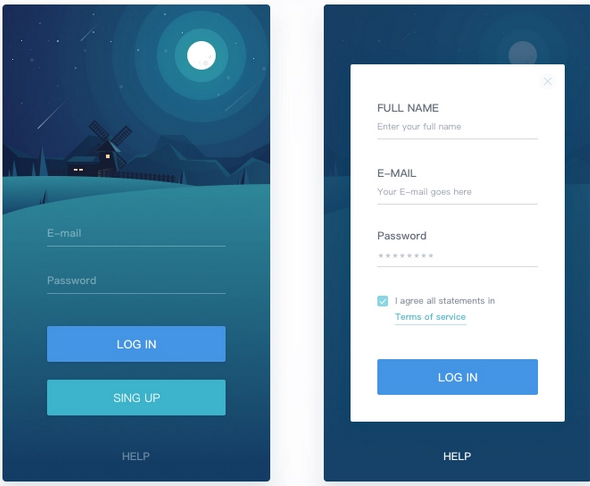 E-mail
Password
LOG IN
SING UP
HELP
FULL NAME
Enter your full name
E-MAIL
Your E-mail goes here
Password
********
I agree all statements in
Terms of service
LOG IN
HELP